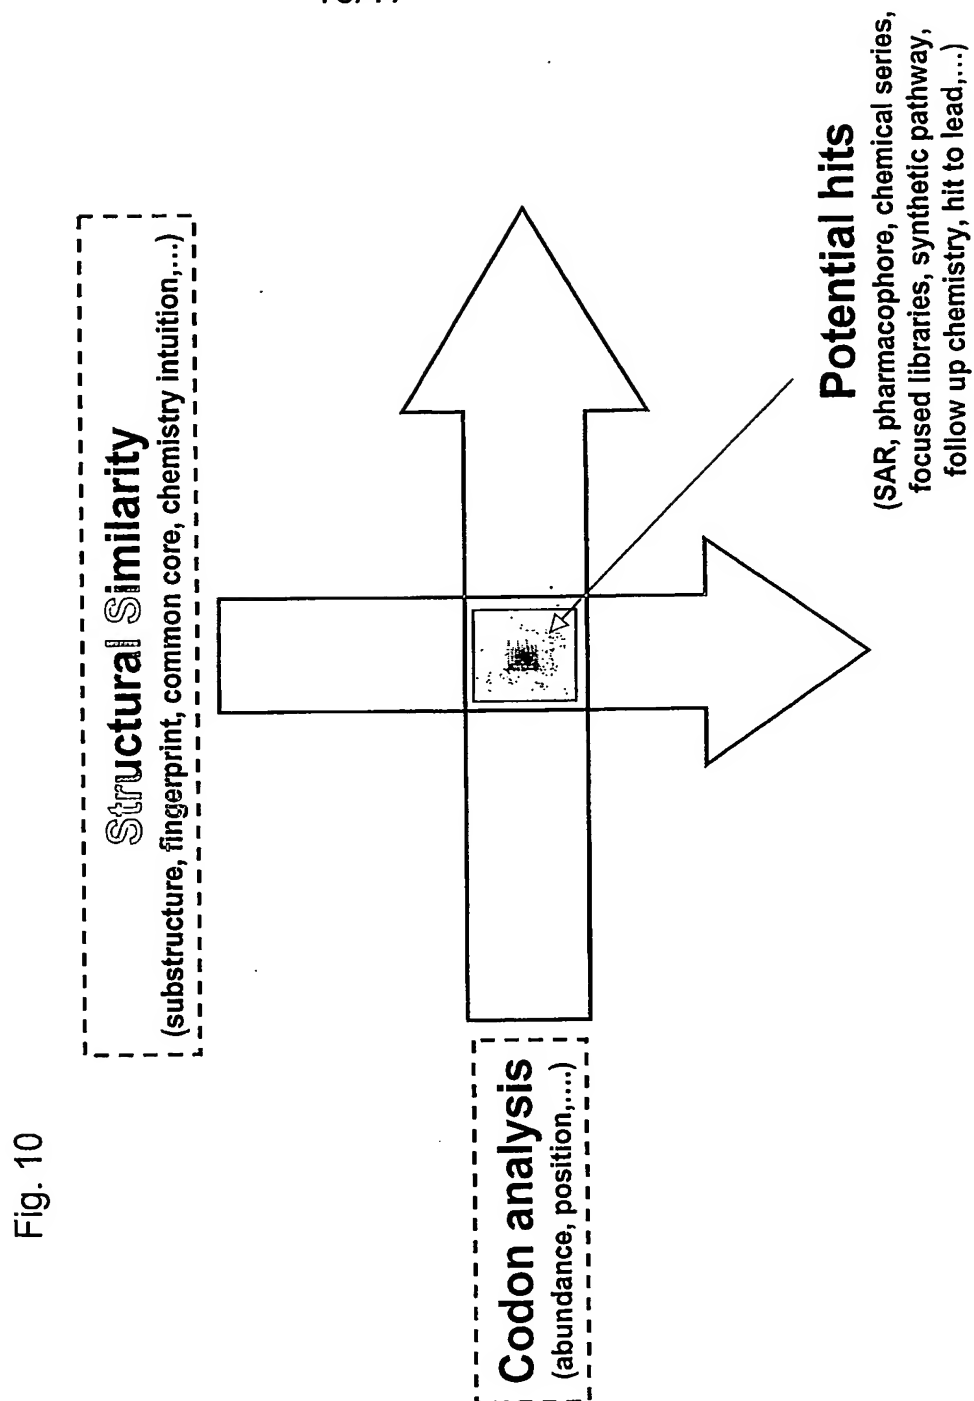 Fig. 10
Structural Similarity
(substructure, fingerprint, common core, chemistry intuition,...)
Codon analysis
(abundance, position,....)
Potential hits
(SAR, pharmacophore, chemical series,
focused libraries, synthetic pathway,
follow up chemistry, hit to lead,...)